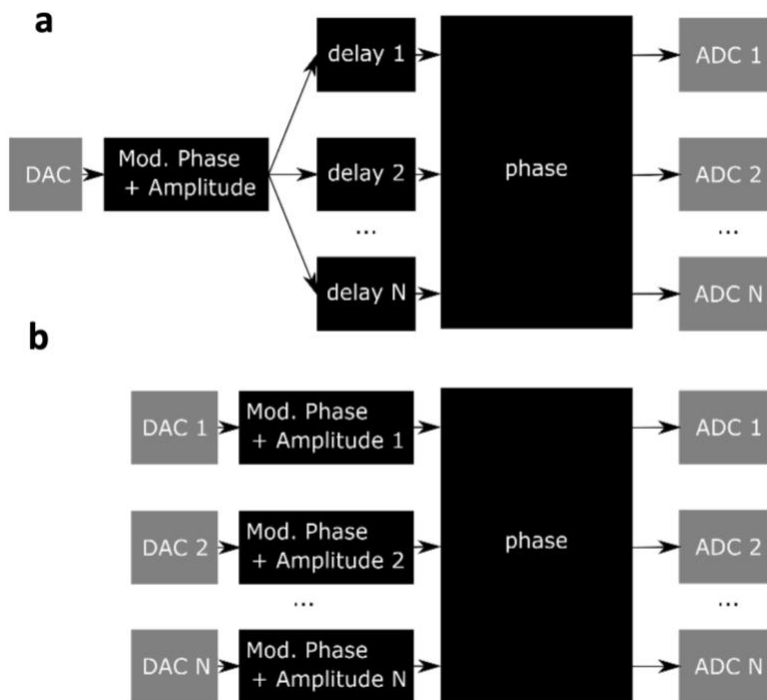 a
delay 1
ADC 1
DAC
Mod. Phase
+ Amplitude
delay 2
phase
ADC 2
...
...
delay N
ADC N
b
DAC 1
Mod. Phase
+ Amplitude 1
ADC 1
DAC 2
Mod. Phase
+ Amplitude 2
phase
ADC 2
...
...
DAC N
Mod. Phase
+ Amplitude N
ADC N